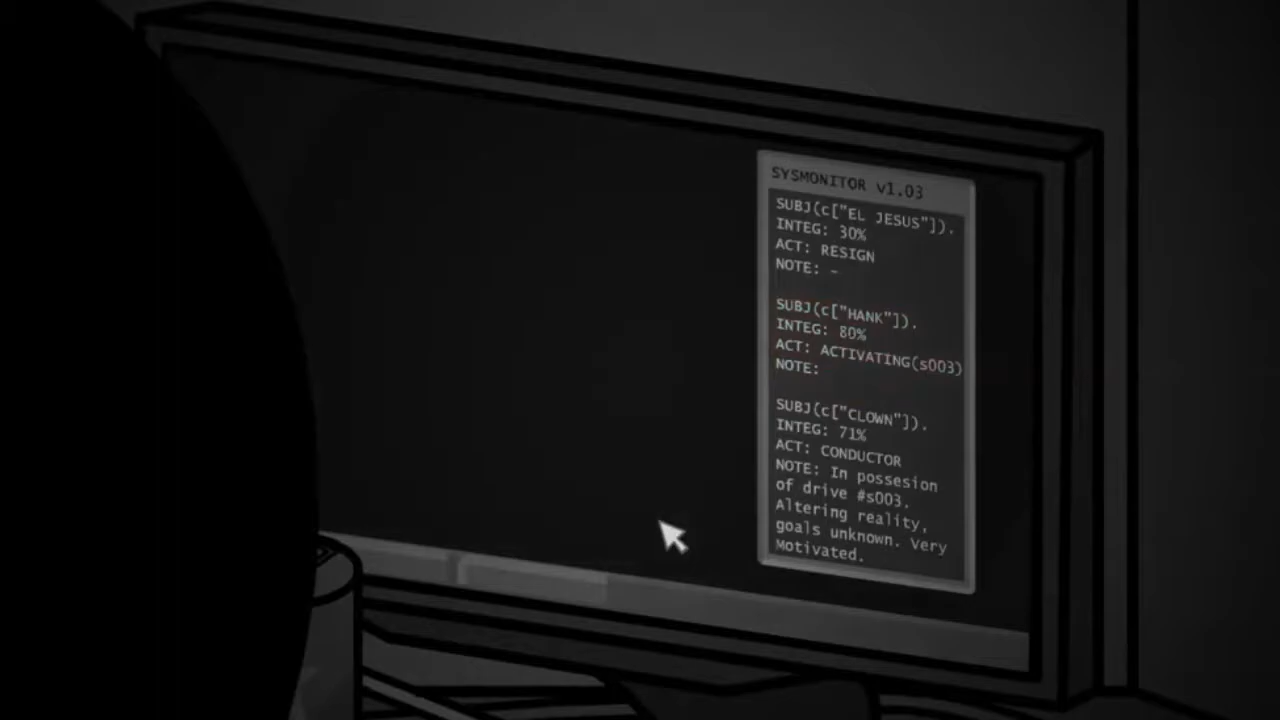 SYSMONITOR v1.03
SUBJ(c["EL JESUS"]).
INTEG: 30%
ACT: RESIGN
NOTE: -
SUBJ(c["HANK"]).
INTEG: 80%
ACT: ACTIVATING(s003)
NOTE:
SUBJ(c["CLOWN"]).
INTEG: 71%
ACT: CONDUCTOR
NOTE: In possesion
of drive #s003.
Altering reality,
goals unknown. Very
Motivated.